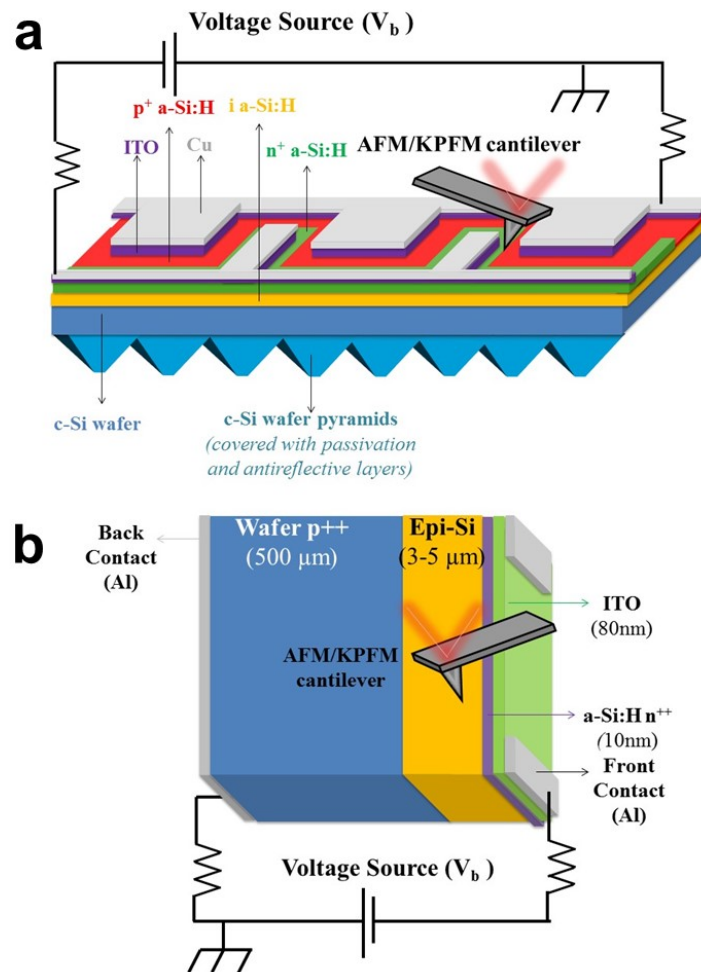 a
Voltage Source (Vb)
p+ a-Si:H
i a-Si:H
ITO
Cu
n+ a-Si:H
AFM/KPFM
cantilever
c-Si wafer
c-Si wafer pyramids
(covered with passivation
and antireflective layers)
b
Back
Contact
(Al)
Wafer p++
(500 µm)
Epi-Si
(3-5 µm)
ITO
(80nm)
AFM/KPFM
cantilever
a-Si:H n++
(10nm)
Front
Contact
(Al)
Voltage Source (Vb )